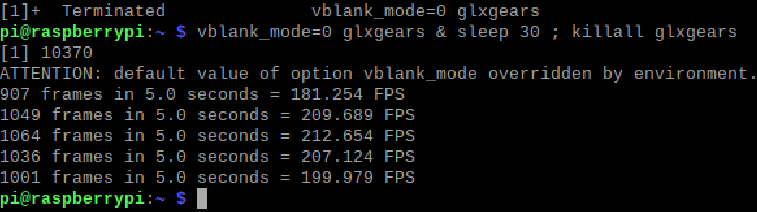 [1]+  Terminated              vblank_mode=0 glxgears
pi@raspberrypi:~ $ vblank_mode=0 glxgears & sleep 30 ; killall glxgears
[1] 10370
ATTENTION: default value of option vblank_mode overridden by environment.
907 frames in 5.0 seconds = 181.254 FPS
1049 frames in 5.0 seconds = 209.689 FPS
1064 frames in 5.0 seconds = 212.654 FPS
1036 frames in 5.0 seconds = 207.124 FPS
1001 frames in 5.0 seconds = 199.979 FPS
pi@raspberrypi:~ $